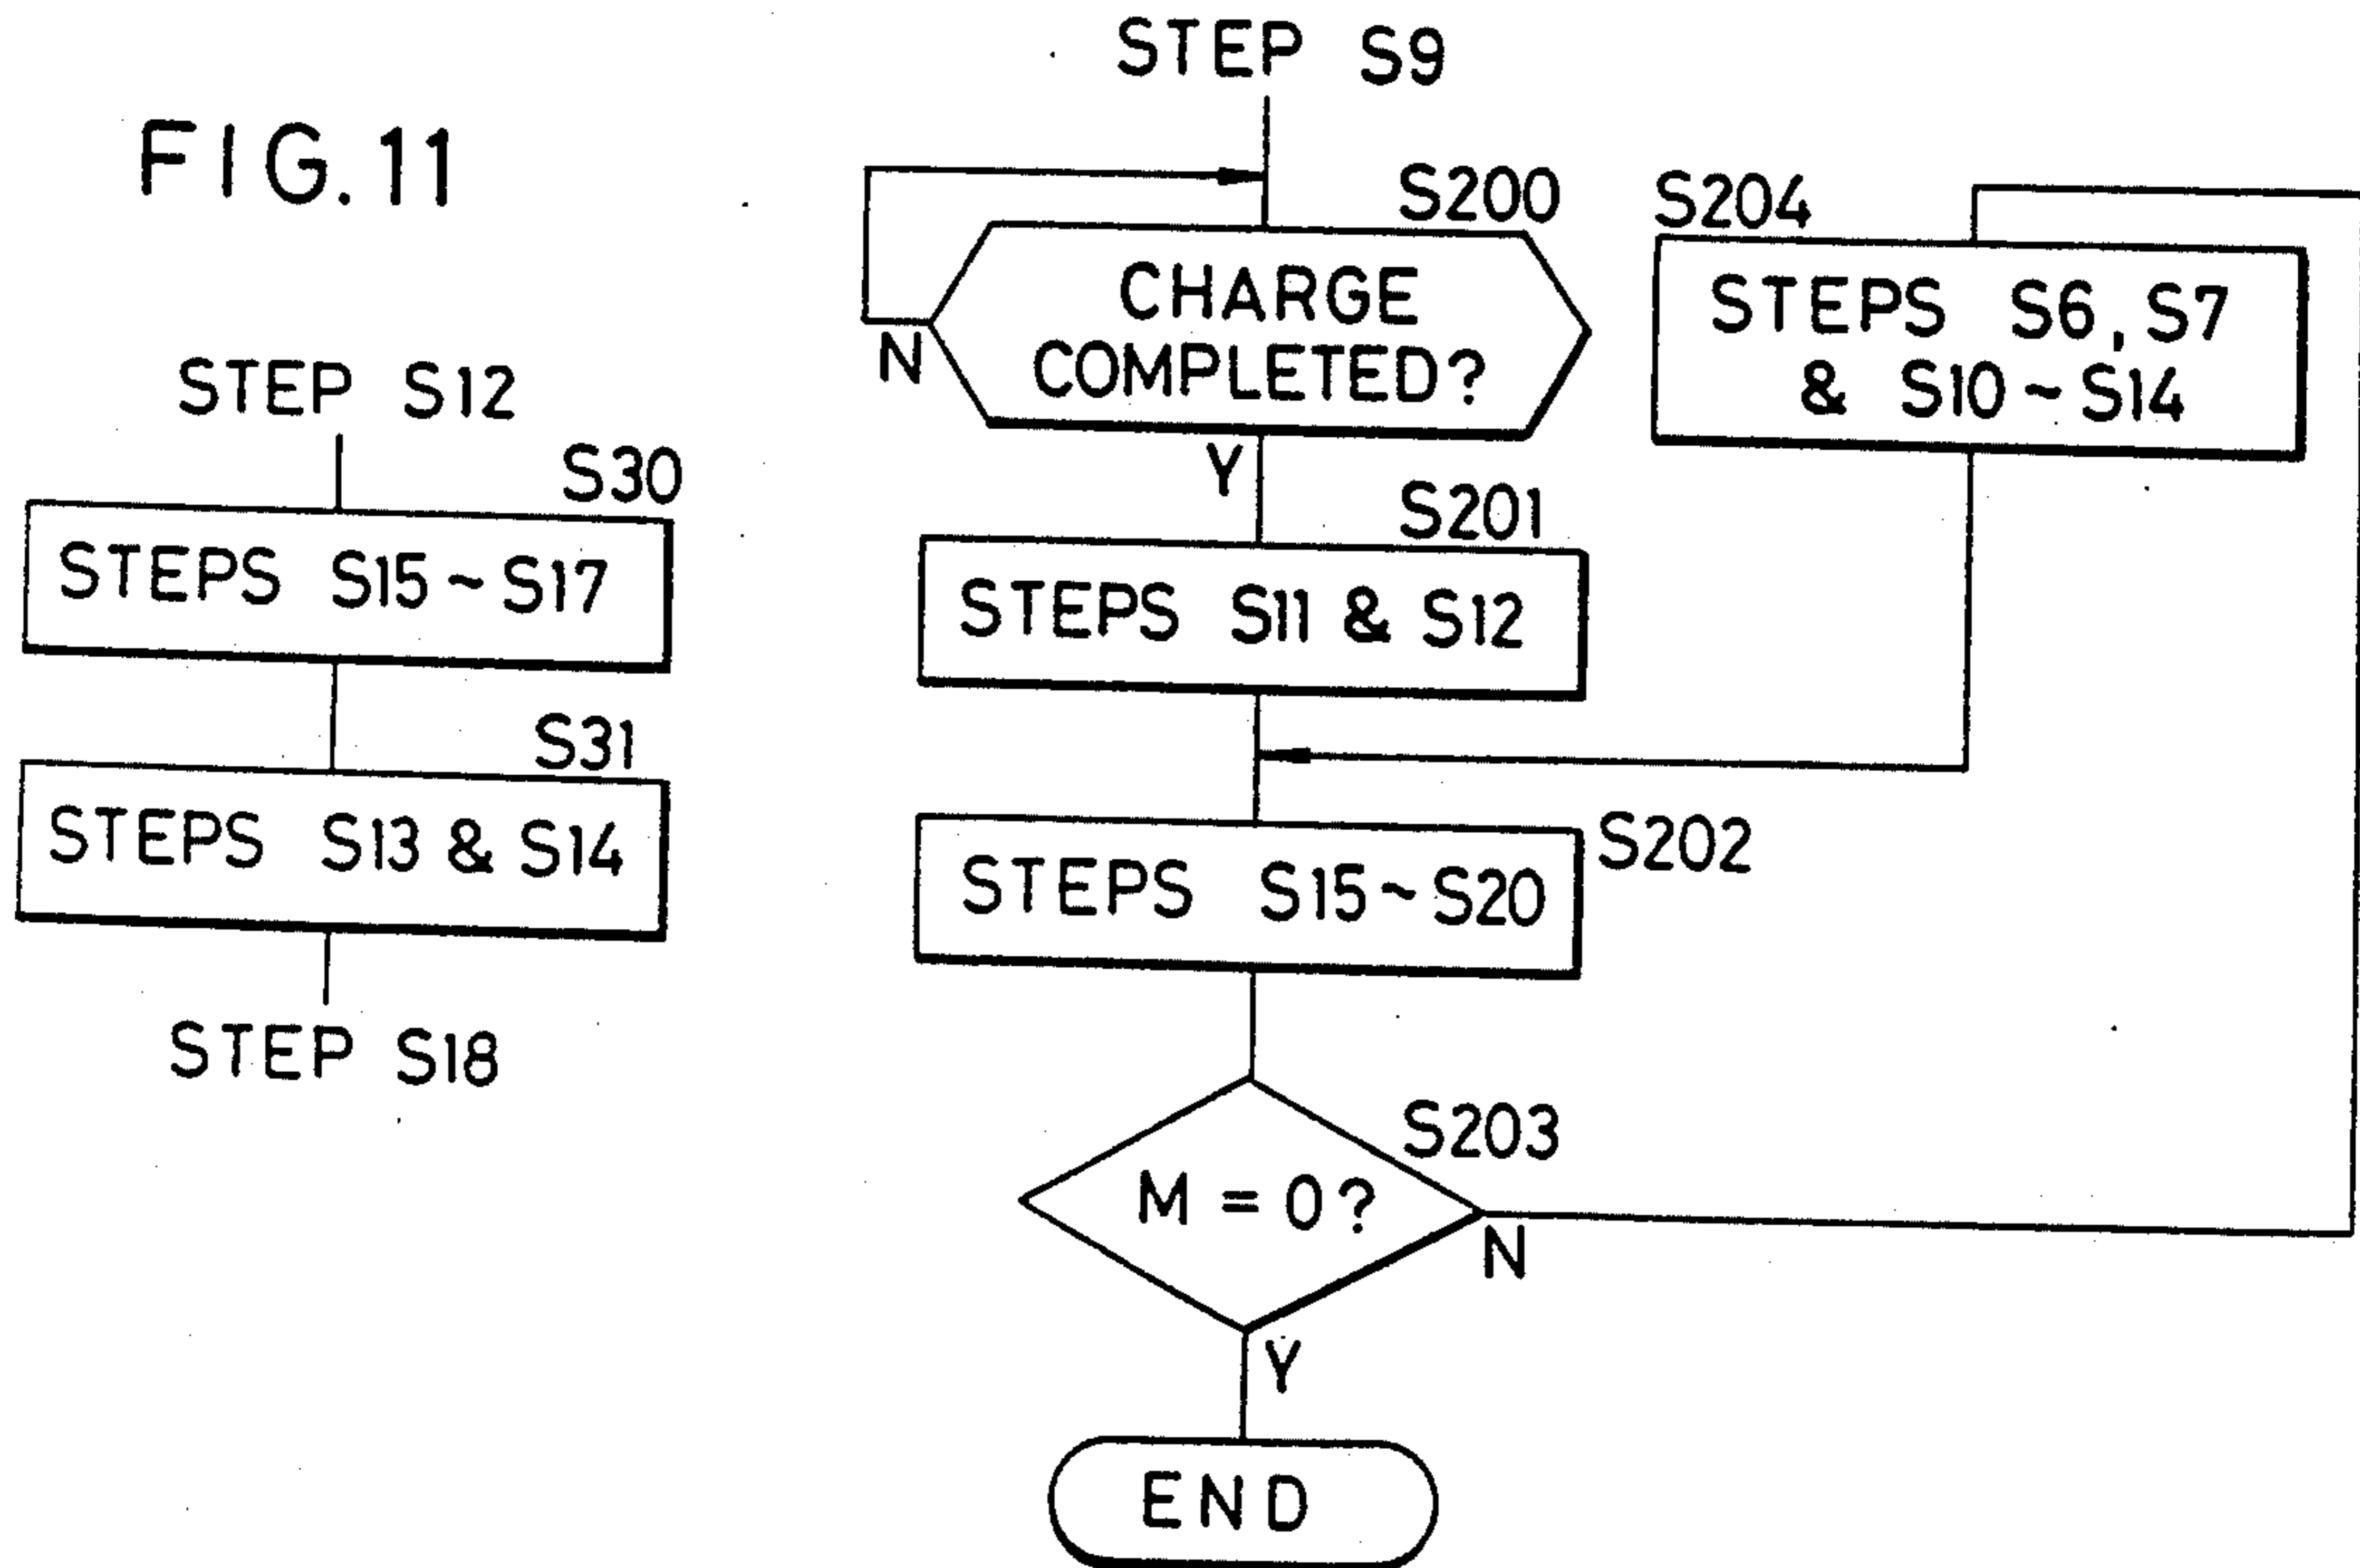 FIG.11
STEP S12
S30
STEPS S15~S17
S31
STEPS S13 & S14
STEP S18
STEP S9
S200
CHARGE
COMPLETED?
N
Y
S201
STEPS S11 & S12
S202
STEPS S15~S20
S203
M = 0?
N
Y
END
S204
STEPS S6, S7
& S10~S14